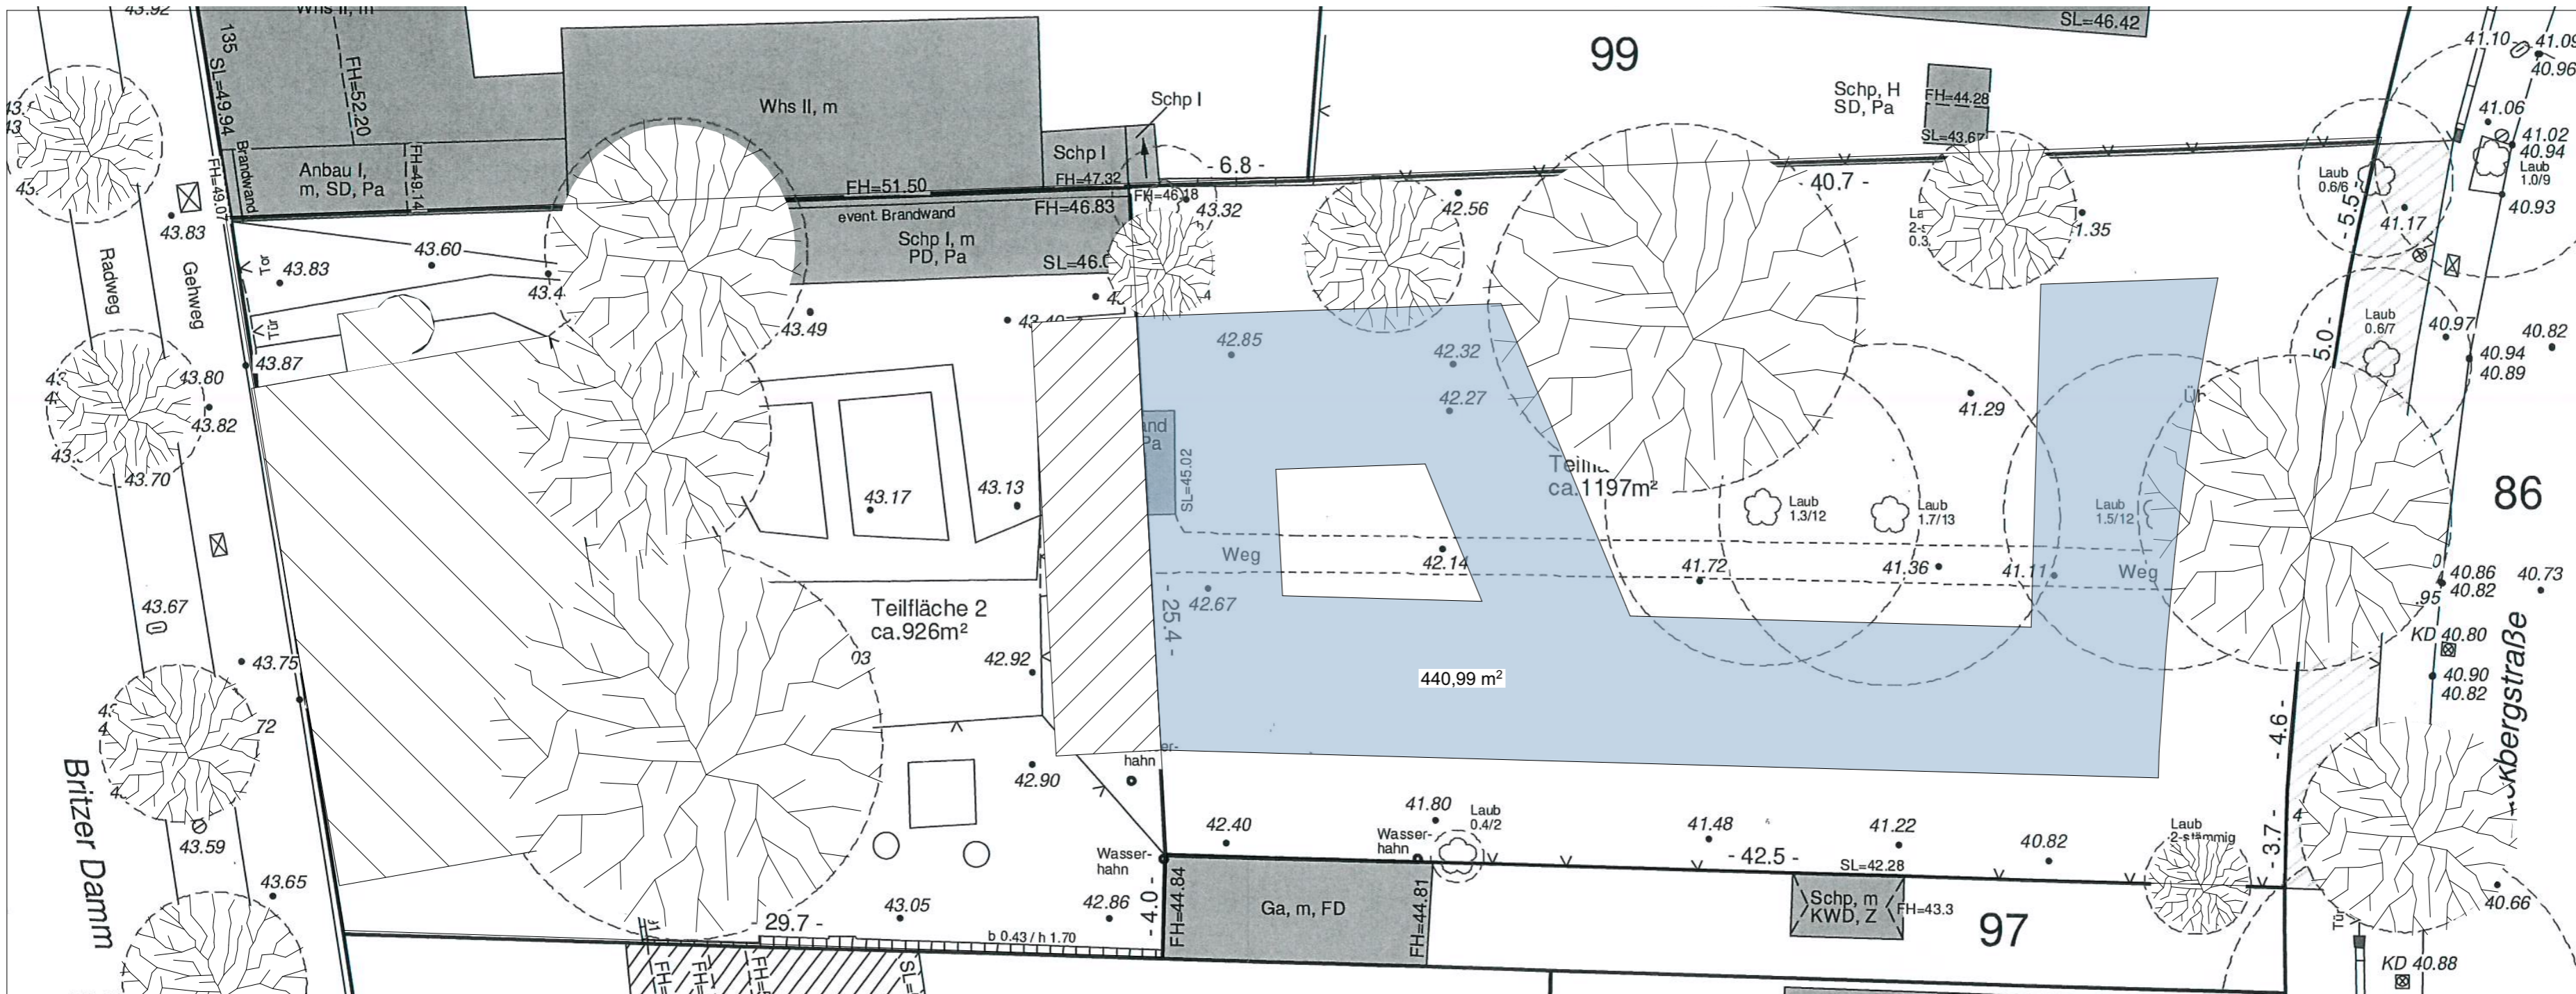 43.92
Whs II, m
SL=46.42
41.10
41.09
40.96
135
SL=49.94
FH=52.20
99
Schp, H
SD, Pa
FH=44.28
SL=43.67
Schp I
Whs II, m
41.06
41.02
40.94
Laub
1.0/9
Brandwand
FH=49.07
Anbau I,
m, SD, Pa
FH=49.14
Schp I
FH=47.32
- 6.8 -
- 40.7 -
Laub
0.6/6
- 5.5 -
FH=51.50
event. Brandwand
FH=46.83
FH=46.18
43.32
42.56
40.93
41.17
43.83
Radweg
Gehweg
Tor
43.83
43.60
Schp I, m
PD, Pa
43.49
Tür
43.87
42.85
42.32
42.27
Laub
0.6/7
5.0 -
40.97
40.94
40.89
40.82
43.80
43.82
43.70
41.29
SL=45.02
43.17
43.13
ca.1197m²
Laub
1.3/12
Laub
1.7/13
Laub
1.5/12
86
Weg
42.14
41.72
41.36
41.11
Weg
40.86
40.82
40.73
43.67
Teilfläche 2
ca.926m²
42.67
- 25.4 -
43.75
42.92
KD 40.80
440,99 m²
40.90
40.82
- 4.6 -
Britzer Damm
42.90
hahn
43.59
43.65
42.40
41.80
Laub
0.4/2
Wasser-
hahn
41.48
41.22
40.82
Laub
2-stämmig
- 3.7 -
- 42.5 -
SL=42.28
Wasser-
hahn
42.86
43.05
29.7 -
- 4.0 -
b 0.43 / h 1.70
FH=44.84
Ga, m, FD
FH=44.81
Schp, m
KWD, Z
FH=43.3
97
40.66
KD 40.88